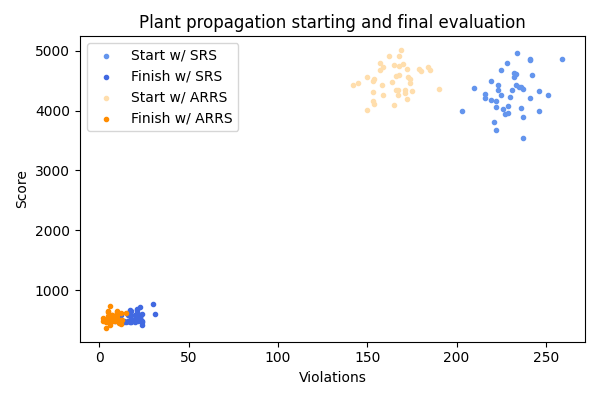 Plant propagation starting and final evaluation
Start w/ SRS
Finish w/ SRS
Start w/ ARRS
Finish w/ ARRS
5000
4000
3000
2000
1000
Score
0 50 100 150 200 250
Violations